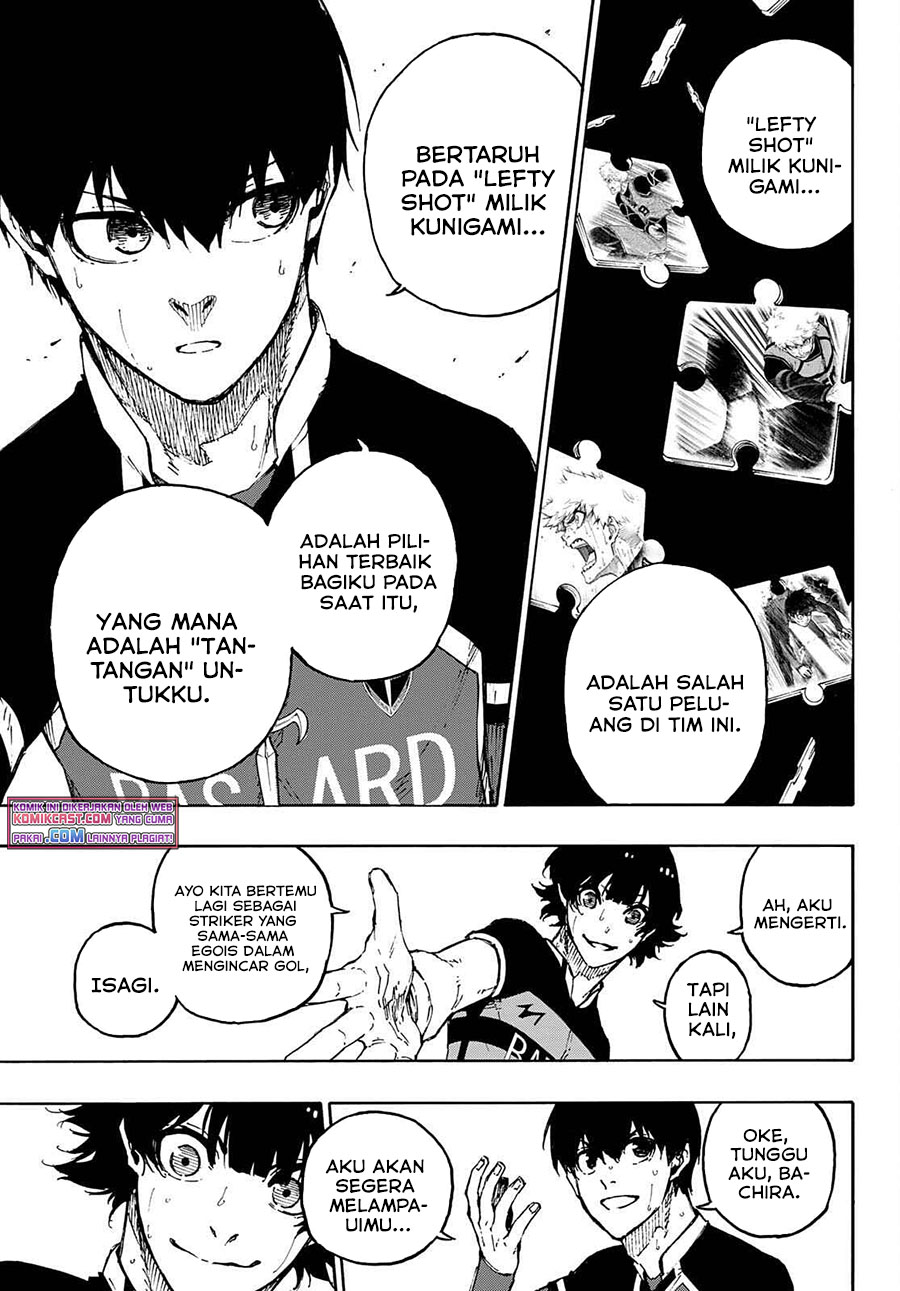 "LEFTY
SHOT"
MILIK KUNI-
GAMI...
ADALAH SALAH
SATU PELU-
ANG DI TIM INI.
BERTARUH
PADA "LEFTY
SHOT" MILIK
KUNIGAMI...
ADALAH PILI-
HAN TERBAIK
BAGIKU PADA
SAAT ITU,
YANG MANA
ADALAH "TAN-
TANGAN" UN-
TUKKU.
BAS ARD
KOMIK INI DIKERJAKAN OLEH WEB
KOMIKCAST.COM YANG CUMA
PAKAI .COM LAINNYA PLAGIAT!
AH, AKU
MENGERTI.
TAPI
LAIN
KALI,
BA
AYO KITA BERTEMU
LAGI SEBAGAI
STRIKER YANG
SAMA-SAMA
EGOIS DALAM
MENGINCAR GOL,
ISAGI.
OKE,
TUNGGU
AKU, BA-
CHIRA.
AKU AKAN
SEGERA
MELAMPA-
UIMU...